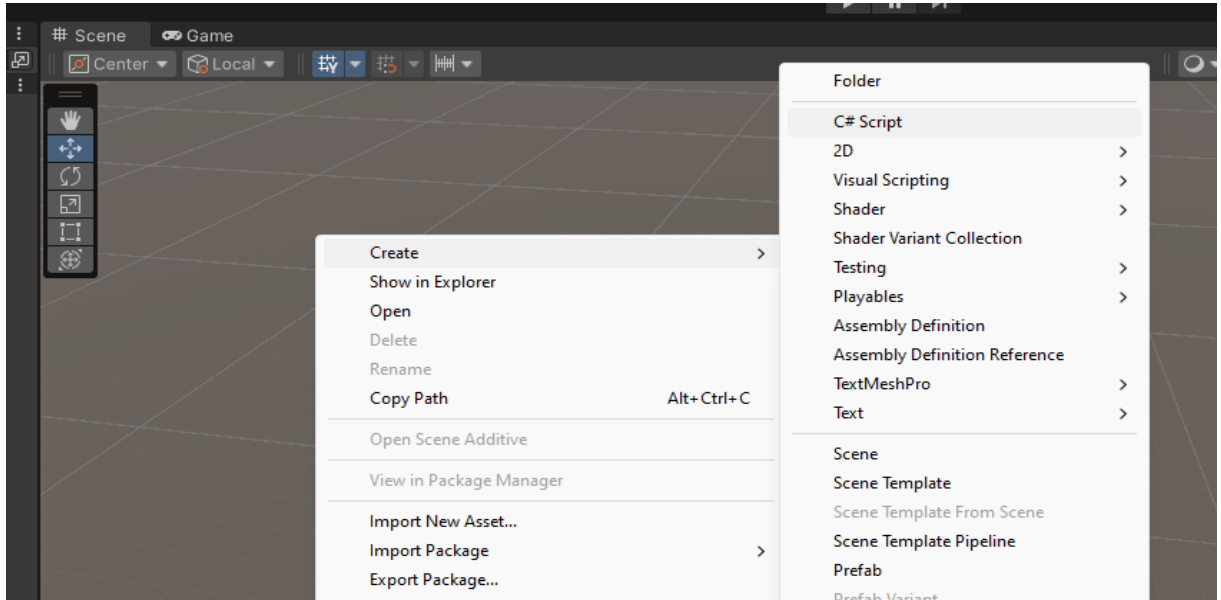 Scene Game
Center Local
Create
Show in Explorer
Open
Delete
Rename
Copy Path Alt+Ctrl+C
Open Scene Additive
View in Package Manager
Import New Asset...
Import Package
Export Package...
Folder
C# Script
2D
Visual Scripting
Shader
Shader Variant Collection
Testing
Playables
Assembly Definition
Assembly Definition Reference
TextMeshPro
Text
Scene
Scene Template
Scene Template From Scene
Scene Template Pipeline
Prefab
Prefab Variant